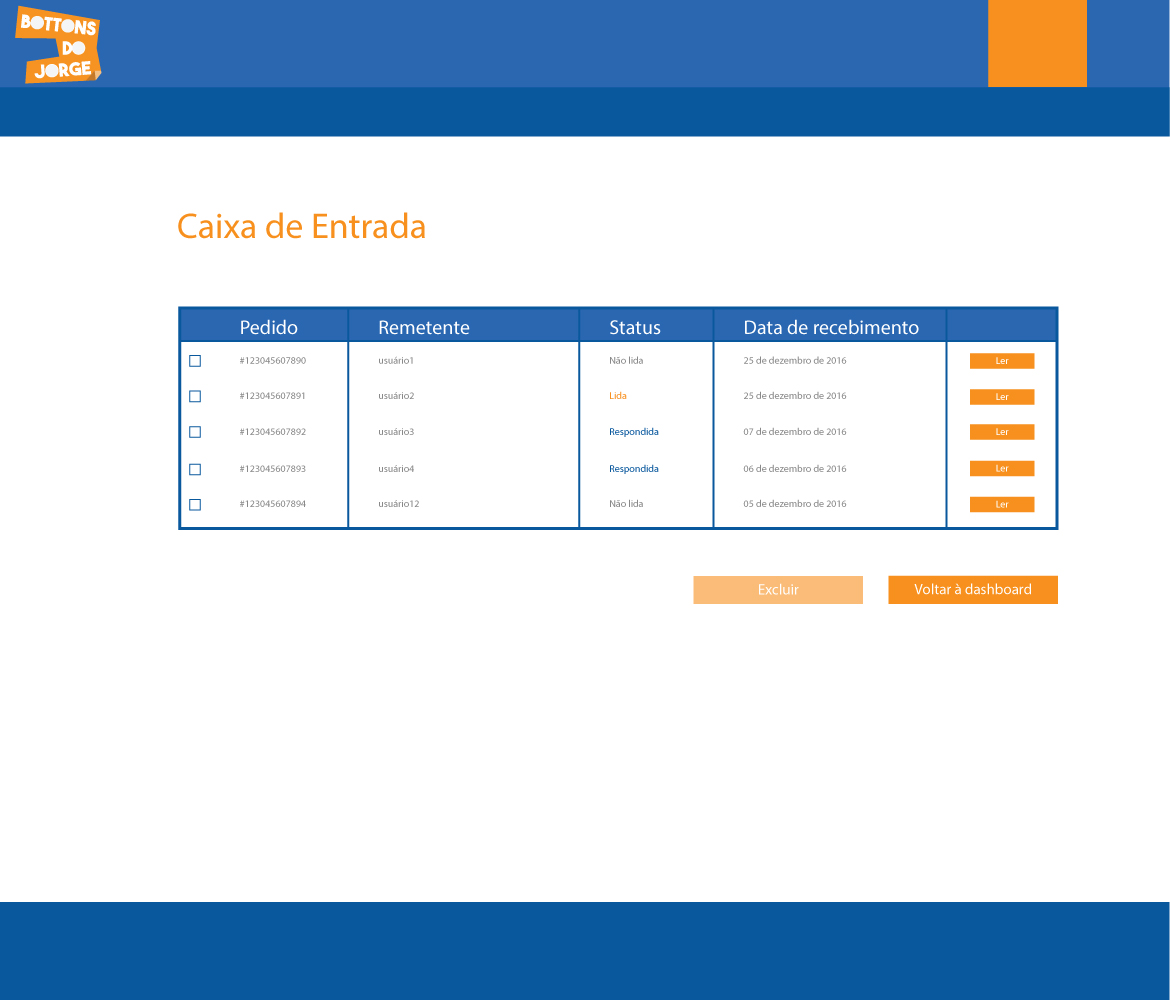 BOTTONS
DO
JORGE
Caixa de Entrada
Pedido Remetente Status Data de recebimento
#123045607890 usuário1 Não lida 25 de dezembro de 2016 Ler
#123045607891 usuário2 Lida 25 de dezembro de 2016 Ler
#123045607892 usuário3 Respondida 07 de dezembro de 2016 Ler
#123045607893 usuário4 Respondida 06 de dezembro de 2016 Ler
#123045607894 usuário12 Não lida 05 de dezembro de 2016 Ler
Excluir Voltar à dashboard